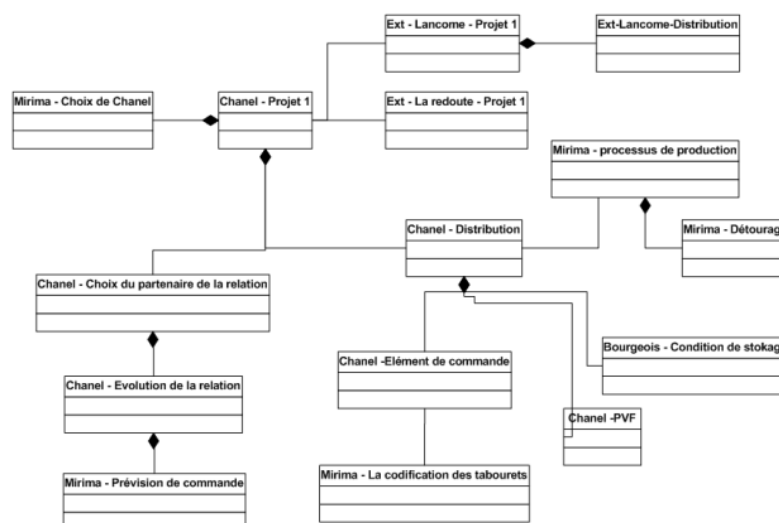 Ext - Lancome - Projet 1
Ext-Lancome-Distribution
Mirima - Choix de Chanel
Chanel - Projet 1
Ext - La redoute - Projet 1
Mirima - processus de production
Chanel - Distribution
Mirima - Détourag
Chanel - Choix du partenaire de la relation
Chanel -Elément de commande
Bourgeois - Condition de stokag
Chanel - Evolution de la relation
Chanel -PVF
Mirima - Prévision de commande
Mirima - La codification des tabourets